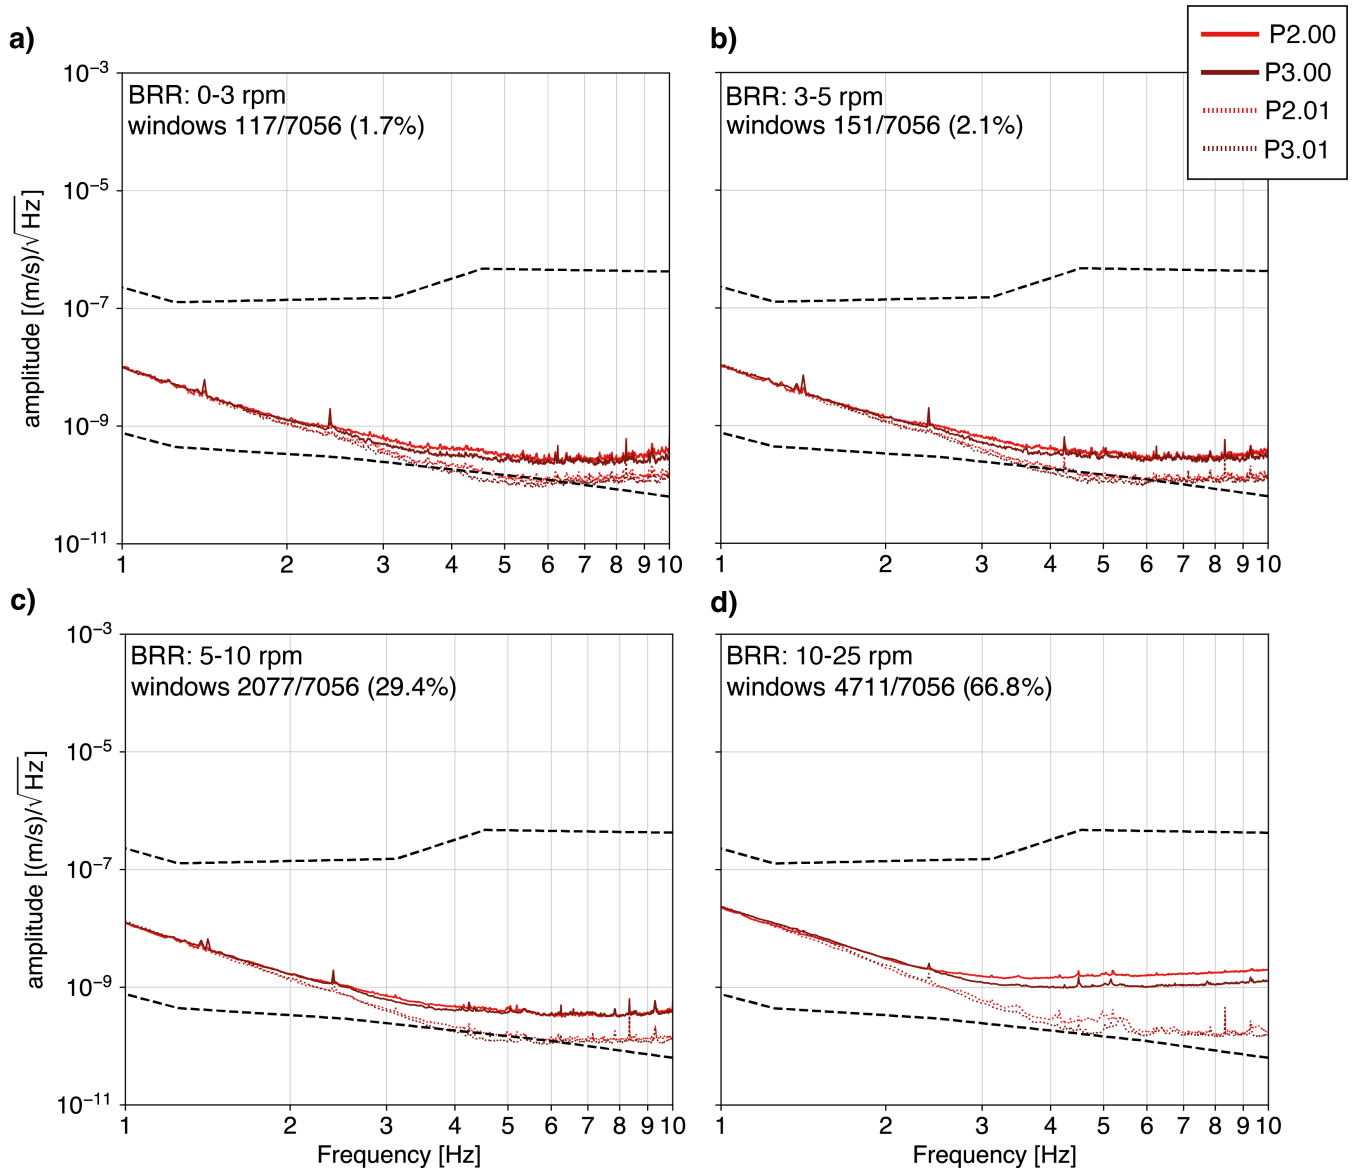 a)
BRR: 0-3 rpm
windows 117/7056 (1.7%)
amplitude [(m/s)/√Hz]
10⁻³
10⁻⁵
10⁻⁷
10⁻⁹
10⁻¹¹
1 2 3 4 5 6 7 8 9 10
b)
BRR: 3-5 rpm
windows 151/7056 (2.1%)
1 2 3 4 5 6 7 8 9 10
P2.00
P3.00
P2.01
P3.01
c)
BRR: 5-10 rpm
windows 2077/7056 (29.4%)
amplitude [(m/s)/√Hz]
10⁻³
10⁻⁵
10⁻⁷
10⁻⁹
10⁻¹¹
1 2 3 4 5 6 7 8 9 10
Frequency [Hz]
d)
BRR: 10-25 rpm
windows 4711/7056 (66.8%)
1 2 3 4 5 6 7 8 9 10
Frequency [Hz]